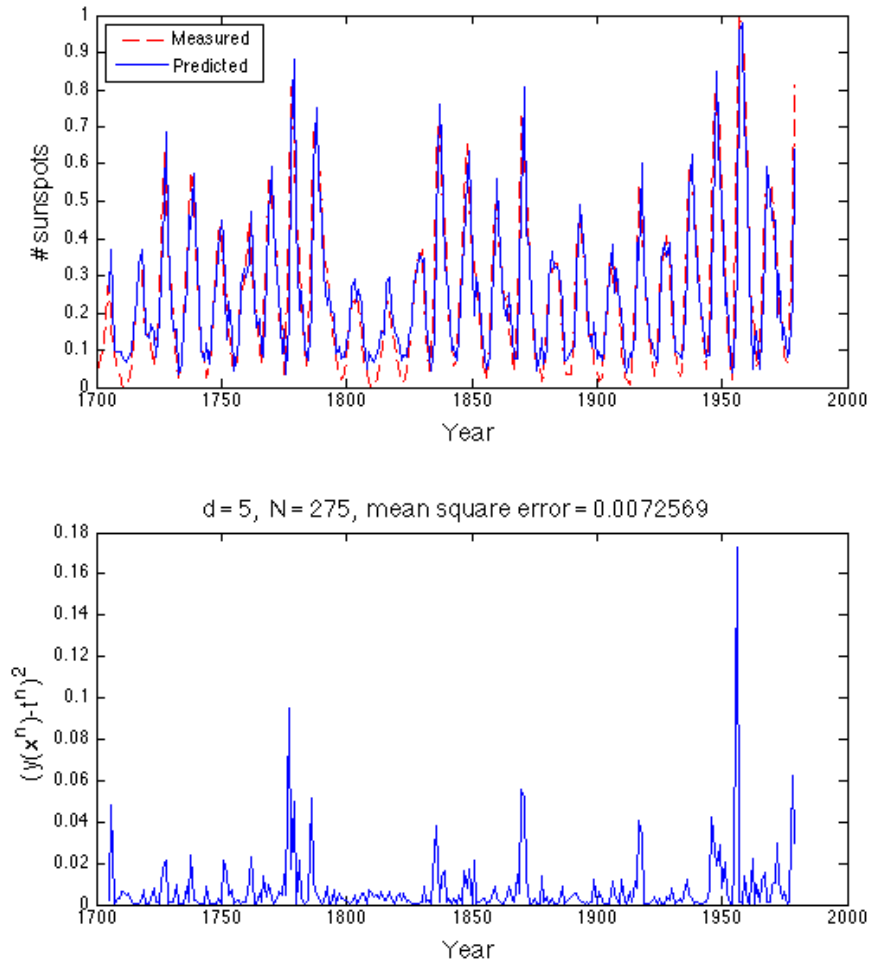 1
0.9
0.8
0.7
0.6
0.5
0.4
0.3
0.2
0.1
0
# sunspots
Measured
Predicted
1700 1750 1800 1850 1900 1950 2000
Year
d = 5, N = 275, mean square error = 0.0072569
0.18
0.16
0.14
0.12
0.1
0.08
0.06
0.04
0.02
0
(y(xⁿ)-tⁿ)²
1700 1750 1800 1850 1900 1950 2000
Year